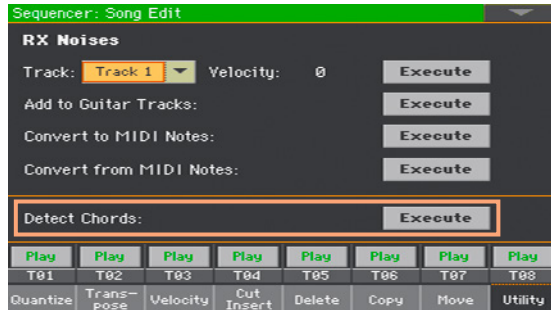 Sequencer: Song Edit
RX Noises
Track: Track 1 Velocity: 0 Execute
Add to Guitar Tracks: Execute
Convert to MIDI Notes: Execute
Convert from MIDI Notes: Execute
Detect Chords: Execute
Play Play Play Play Play Play Play Play
T01 T02 T03 T04 T05 T06 T07 T08
Quantize Trans-pose Velocity Cut Insert Delete Copy Move Utility